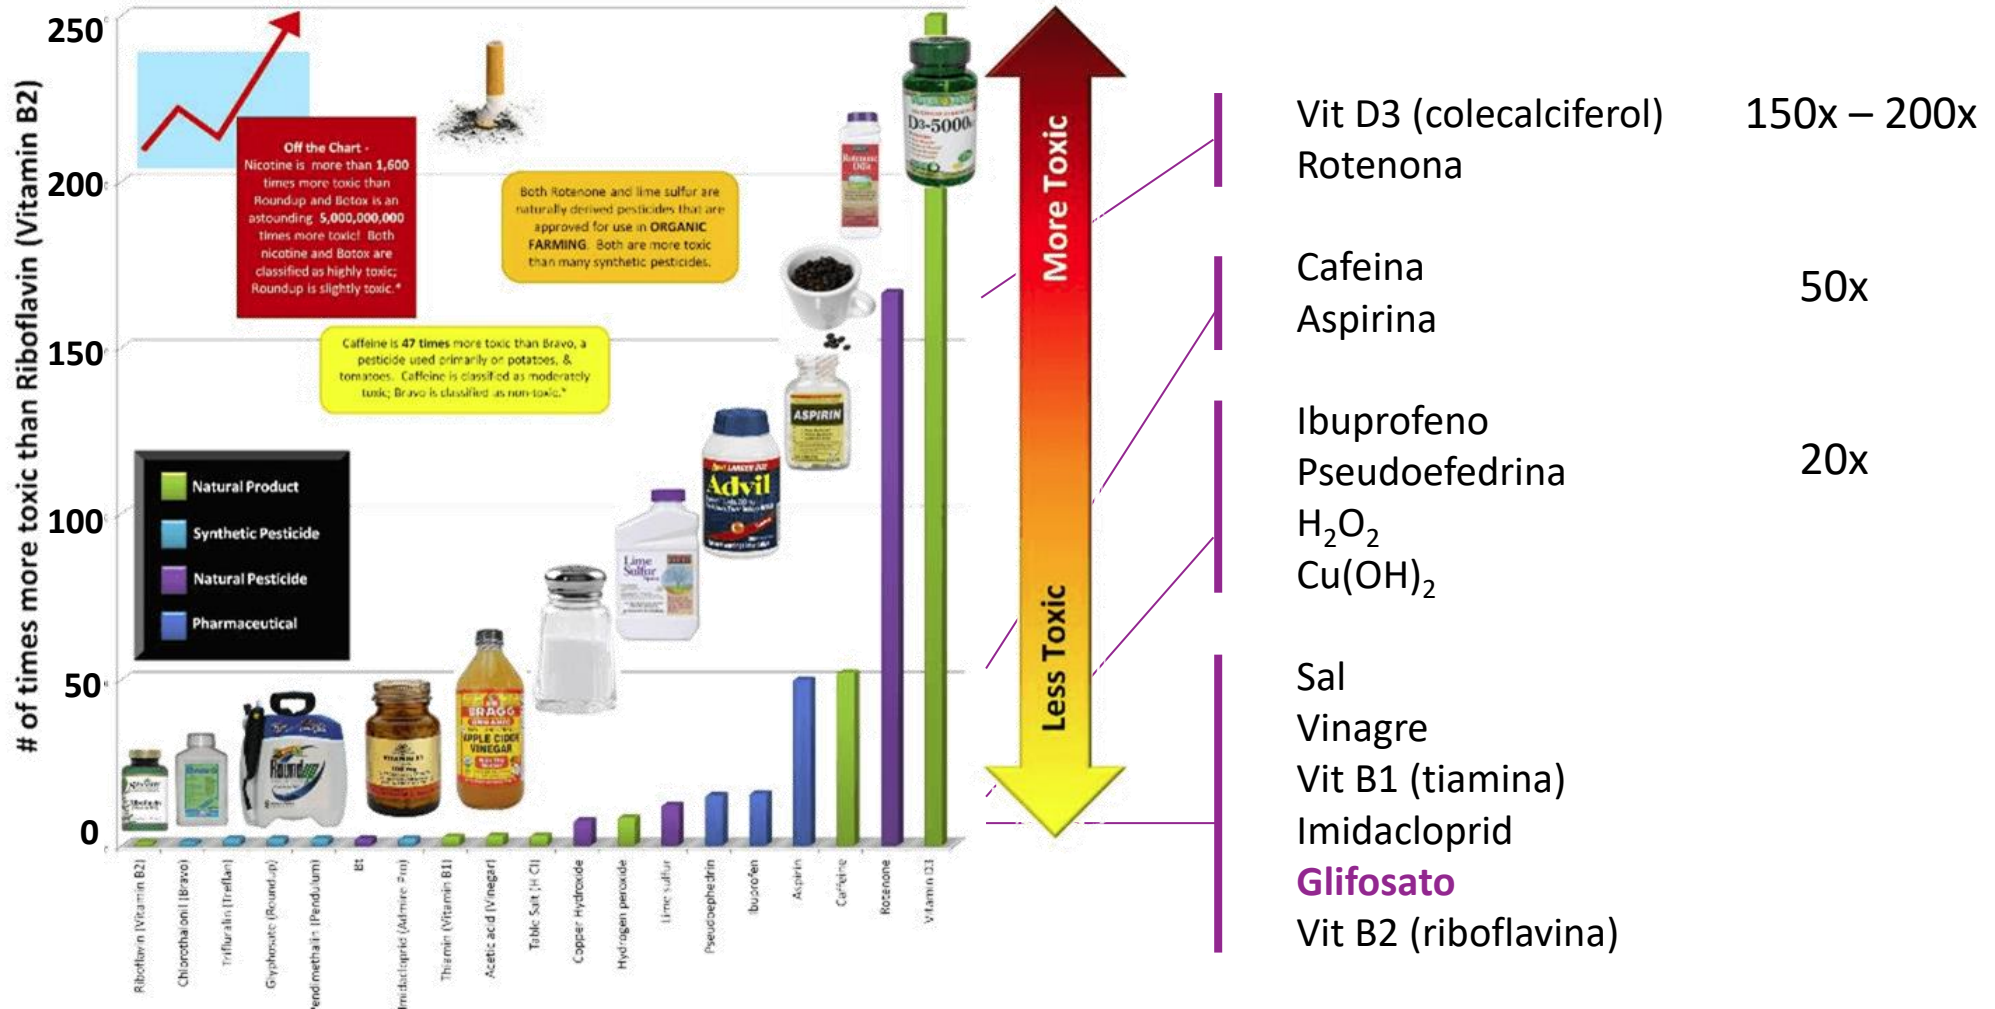 # of times more toxic than Riboflavin (Vitamin B2)
250
200
150
100
50
0
Off the Chart -
Nicotine is more than 1,600
times more toxic than
Roundup and Botox is an
astounding 5,000,000,000
times more toxic! Both
nicotine and Botox are
classified as highly toxic;
Roundup is slightly toxic.*
Both Rotenone and lime sulfur are
naturally derived pesticides that are
approved for use in ORGANIC
FARMING. Both are more toxic
than many synthetic pesticides.
Caffeine is 47 times more toxic than Bravo, a
pesticide used primarily on potatoes, &
tomatoes. Caffeine is classified as moderately
toxic; Bravo is classified as non-toxic.*
Natural Product
Synthetic Pesticide
Natural Pesticide
Pharmaceutical
Roundup
BRAGG
ORGANIC
APPLE CIDER
VINEGAR
Lime
Sulfur
Advil
ASPIRIN
D3-5000
Riboflavin (Vitamin B2)
Chlorothalonil (Bravo)
Trifluralin (Treflan)
Glyphosate (Roundup)
Pendimethalin (Pendulum)
Bt
Imidacloprid (Admire Pro)
Thiamin (Vitamin B1)
Acetic acid (Vinegar)
Table Salt (H Cl)
Copper Hydroxide
Hydrogen peroxide
Lime sulfur
Pseudoephedrin
Ibuprofen
Aspirin
Caffeine
Rotenone
Vitamin D3
More Toxic
Less Toxic
Vit D3 (colecalciferol) 150x – 200x
Rotenona
Cafeina
50x
Aspirina
Ibuprofeno
20x
Pseudoefedrina
H₂O₂
Cu(OH)₂
Sal
Vinagre
Vit B1 (tiamina)
Imidacloprid
Glifosato
Vit B2 (riboflavina)